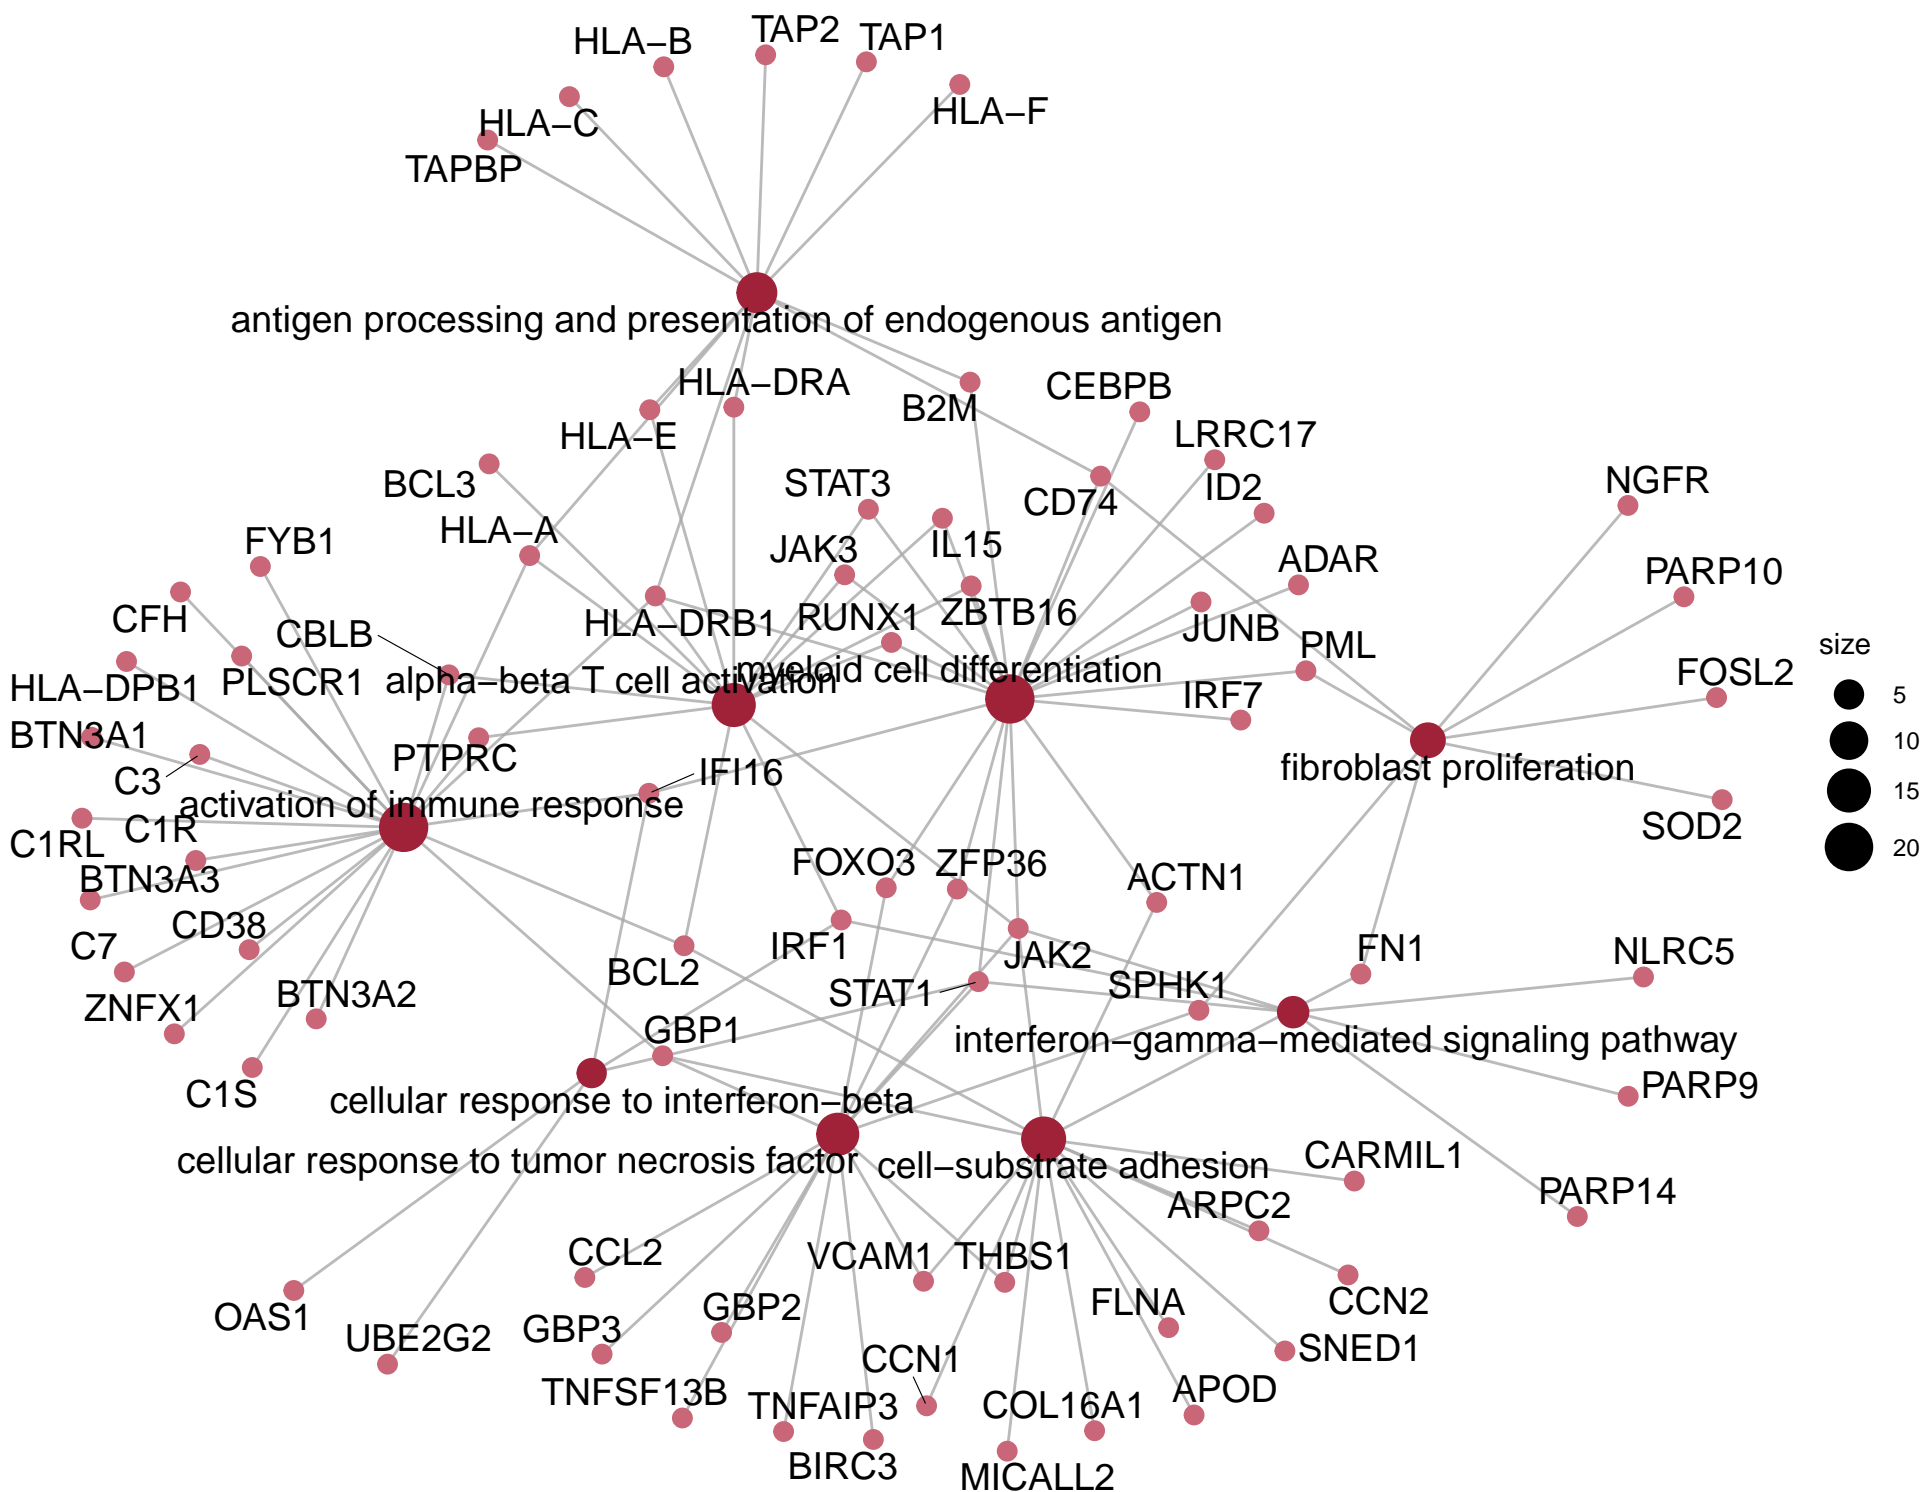 TAP2
TAP1
HLA−B
HLA−F
HLA−C
TAPBP
antigen processing and presentation of endogenous antigen
HLA−DRA
CEBPB
B2M
HLA−E
LRRC17
BCL3
STAT3
ID2
NGFR
CD74
HLA−A
FYB1
JAK3
IL15
ADAR
PARP10
CFH
CBLB
HLA−DRB1
RUNX1
ZBTB16
JUNB
PML
size
HLA−DPB1
PLSCR1
alpha−beta T cell activation
myeloid cell differentiation
FOSL2
IRF7
5
BTN3A1
PTPRC
10
C3
IFI16
fibroblast proliferation
15
activation of immune response
C1R
C1RL
SOD2
20
BTN3A3
FOXO3
ZFP36
ACTN1
CD38
C7
IRF1
JAK2
FN1
NLRC5
BCL2
STAT1
SPHK1
ZNFX1
BTN3A2
GBP1
interferon−gamma−mediated signaling pathway
C1S
PARP9
cellular response to interferon−beta
cellular response to tumor necrosis factor
cell−substrate adhesion
CARMIL1
PARP14
ARPC2
CCL2
VCAM1
THBS1
OAS1
GBP2
FLNA
CCN2
UBE2G2
GBP3
SNED1
CCN1
TNFSF13B
TNFAIP3
COL16A1
APOD
BIRC3
MICALL2